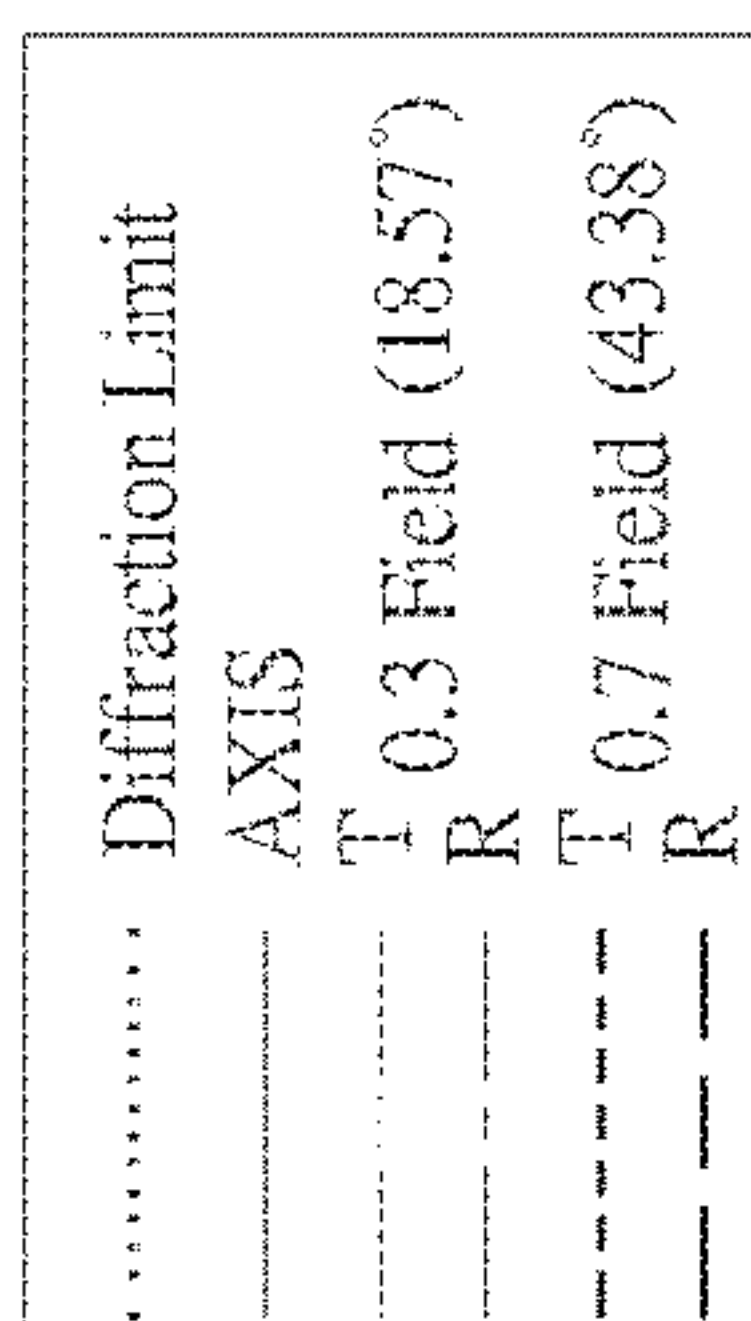 Diffraction Limit
AXIS
T 0.3 Field (18.57°)
R
T 0.7 Field (43.38°)
R